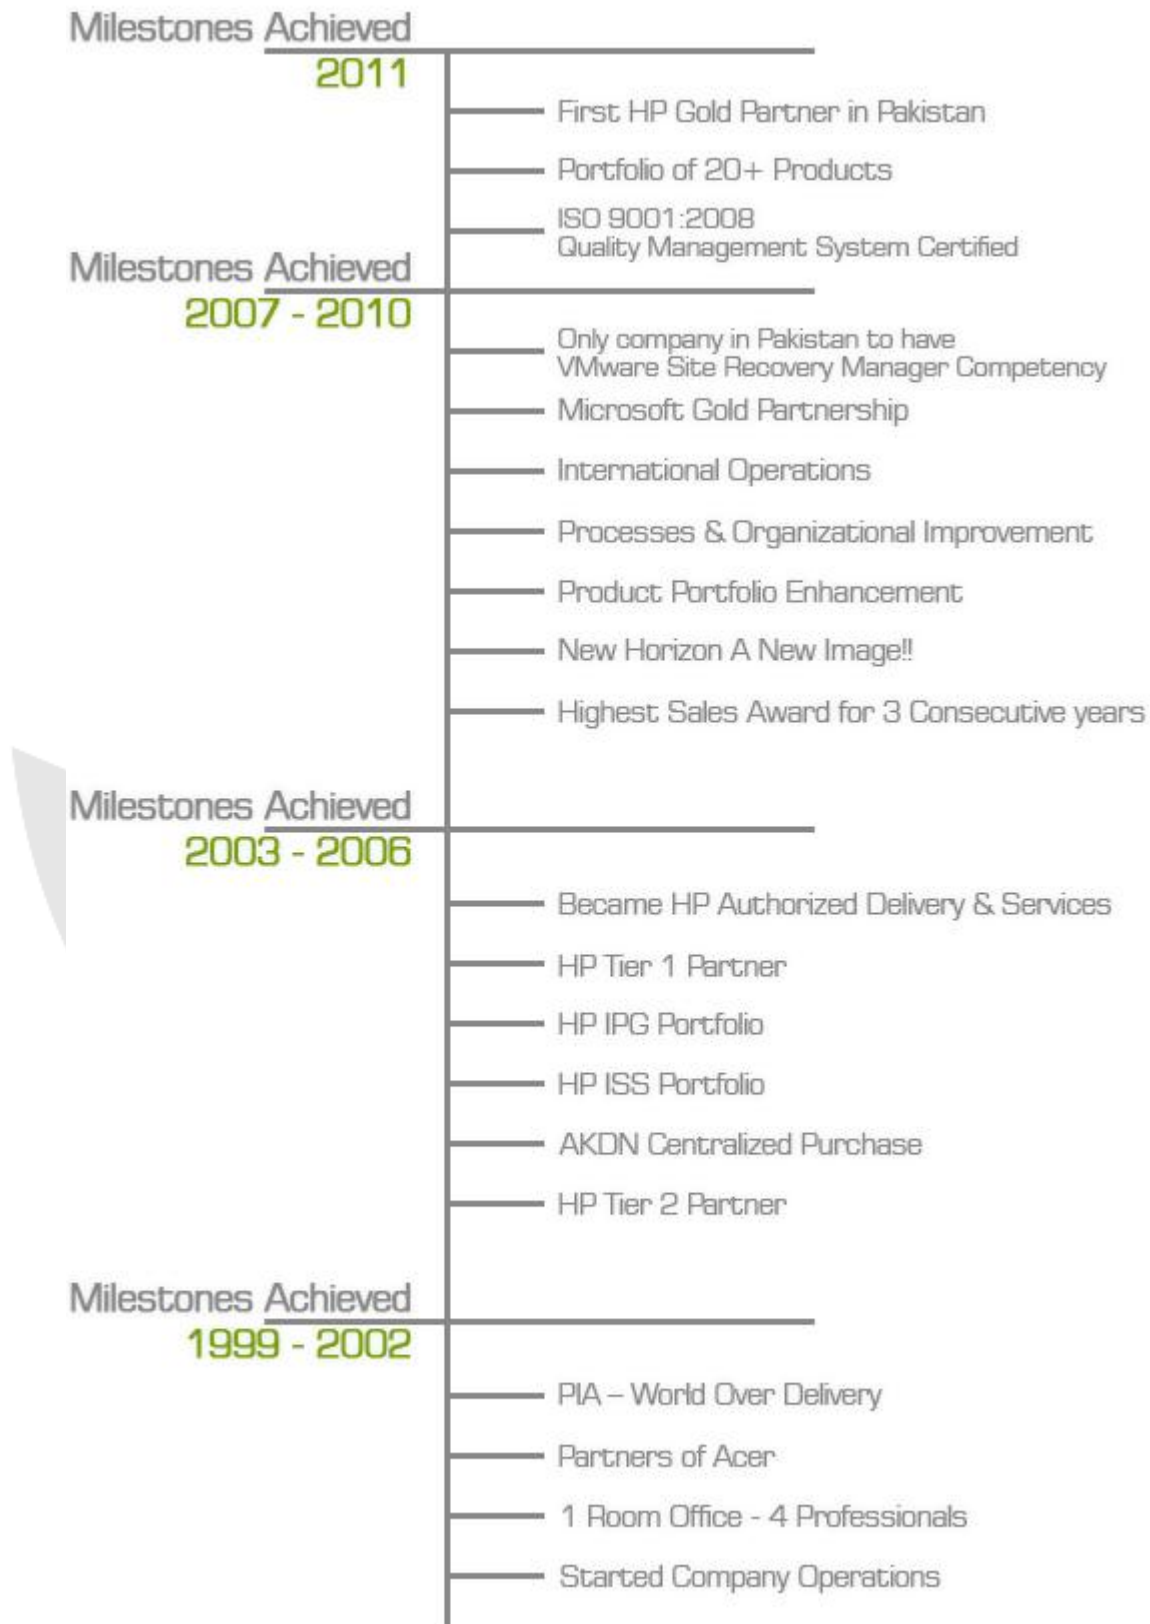 Milestones Achieved
2011
First HP Gold Partner in Pakistan
Portfolio of 20+ Products
ISO 9001:2008
Quality Management System Certified
Milestones Achieved
2007 - 2010
Only company in Pakistan to have
VMware Site Recovery Manager Competency
Microsoft Gold Partnership
International Operations
Processes & Organizational Improvement
Product Portfolio Enhancement
New Horizon A New Image!!
Highest Sales Award for 3 Consecutive years
Milestones Achieved
2003 - 2006
Became HP Authorized Delivery & Services
HP Tier 1 Partner
HP IPG Portfolio
HP ISS Portfolio
AKDN Centralized Purchase
HP Tier 2 Partner
Milestones Achieved
1999 - 2002
PIA – World Over Delivery
Partners of Acer
1 Room Office - 4 Professionals
Started Company Operations